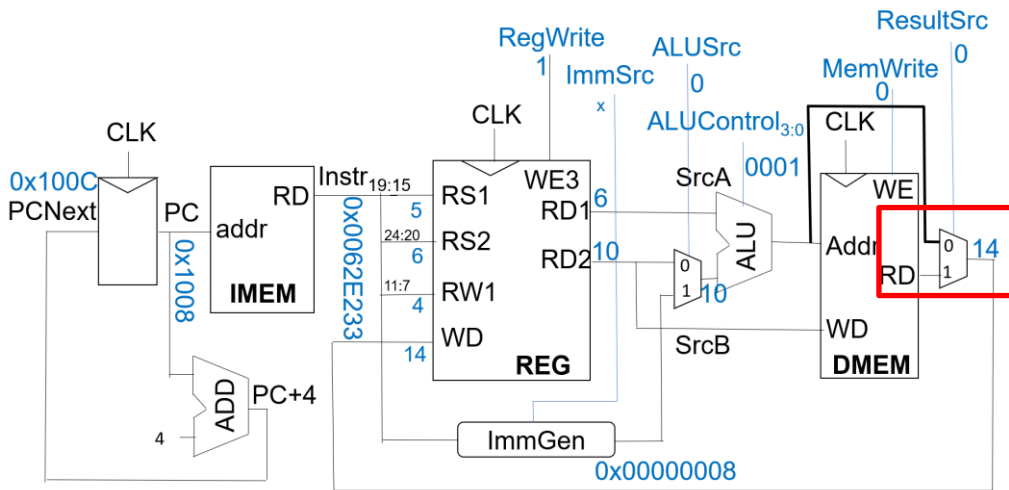 ResultSrc
0
RegWrite
1
ALUSrc
0
ImmSrc
x
MemWrite
0
CLK
CLK
ALUControl3:0
0001
CLK
0x100C
PCNext
PC
0x1008
addr
RD
IMEM
Instr
0x0062E233
19:15
5
24:20
6
11:7
4
14
RS1
RS2
RW1
WD
WE3
RD1
RD2
REG
6
10
SrcA
0
1
10
ALU
SrcB
WE
Addr
RD
WD
DMEM
0
1
14
ADD
PC+4
4
ImmGen
0x00000008